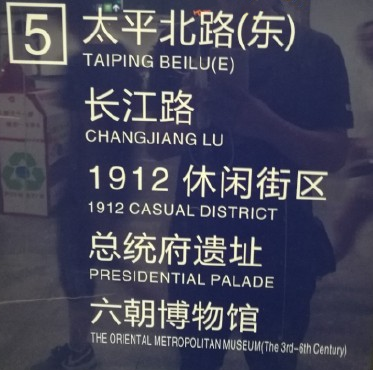 5 太平北路(东)
TAIPING BEILU(E)
长江路
CHANGJIANG LU
1912 休闲街区
1912 CASUAL DISTRICT
总统府遗址
PRESIDENTIAL PALADE
六朝博物馆
THE ORIENTAL METROPOLITAN MUSEUM(The 3rd-6th Century)